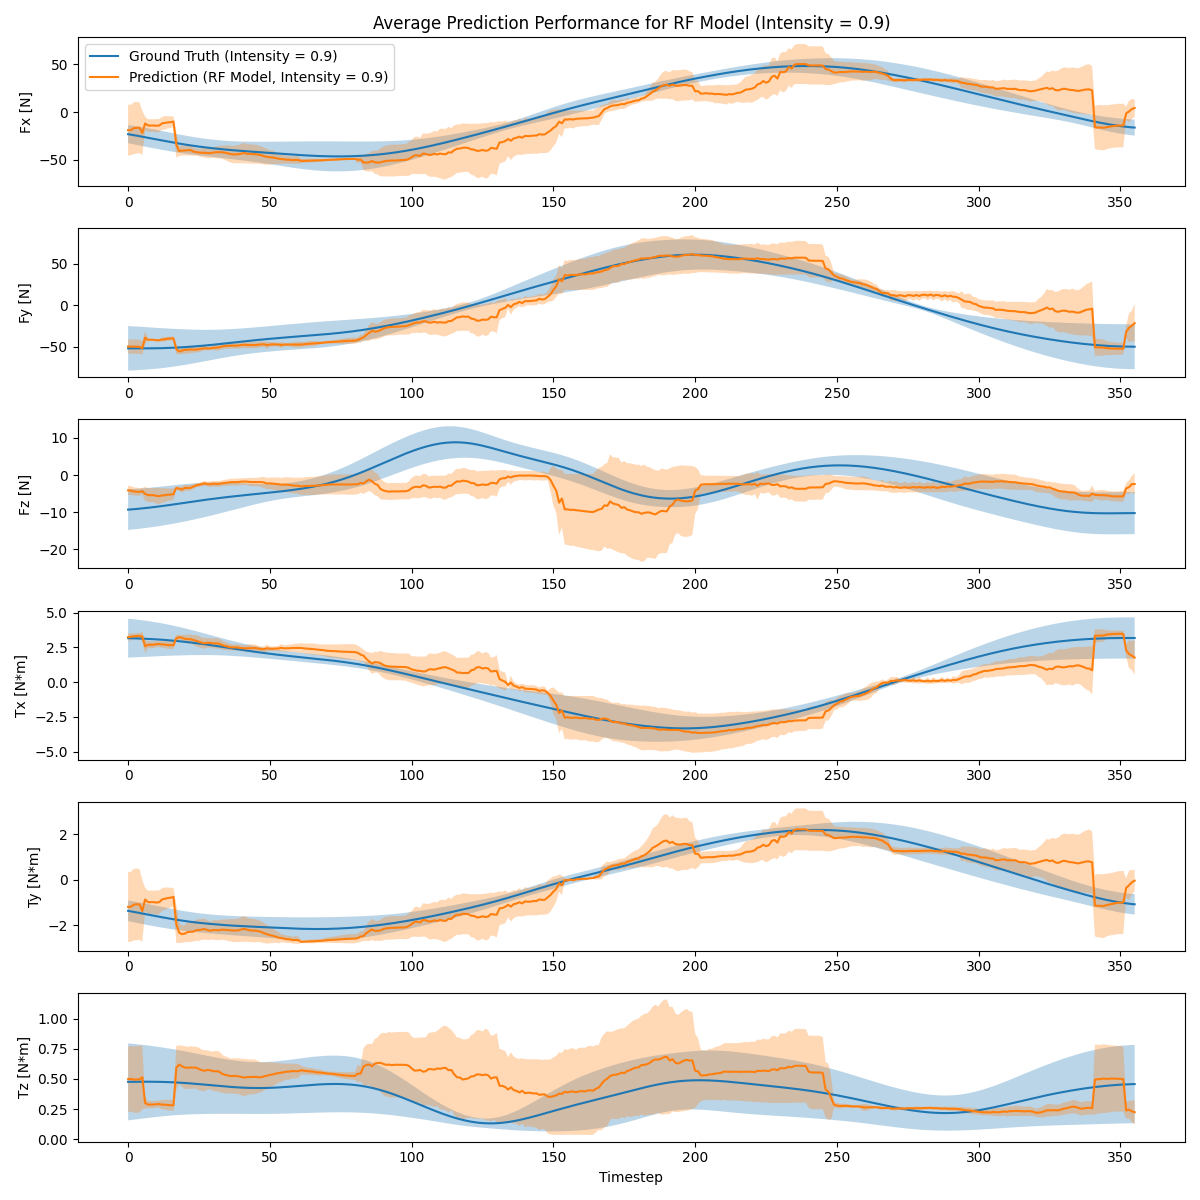 Average Prediction Performance for RF Model (Intensity = 0.9)
Ground Truth (Intensity = 0.9)
Prediction (RF Model, Intensity = 0.9)
Fx [N]
50
0
−50
0 50 100 150 200 250 300 350
Fy [N]
50
0
−50
0 50 100 150 200 250 300 350
Fz [N]
10
0
−10
−20
0 50 100 150 200 250 300 350
Tx [N*m]
5.0
2.5
0.0
−2.5
−5.0
0 50 100 150 200 250 300 350
Ty [N*m]
2
0
−2
0 50 100 150 200 250 300 350
Tz [N*m]
1.00
0.75
0.50
0.25
0.00
0 50 100 150 200 250 300 350
Timestep